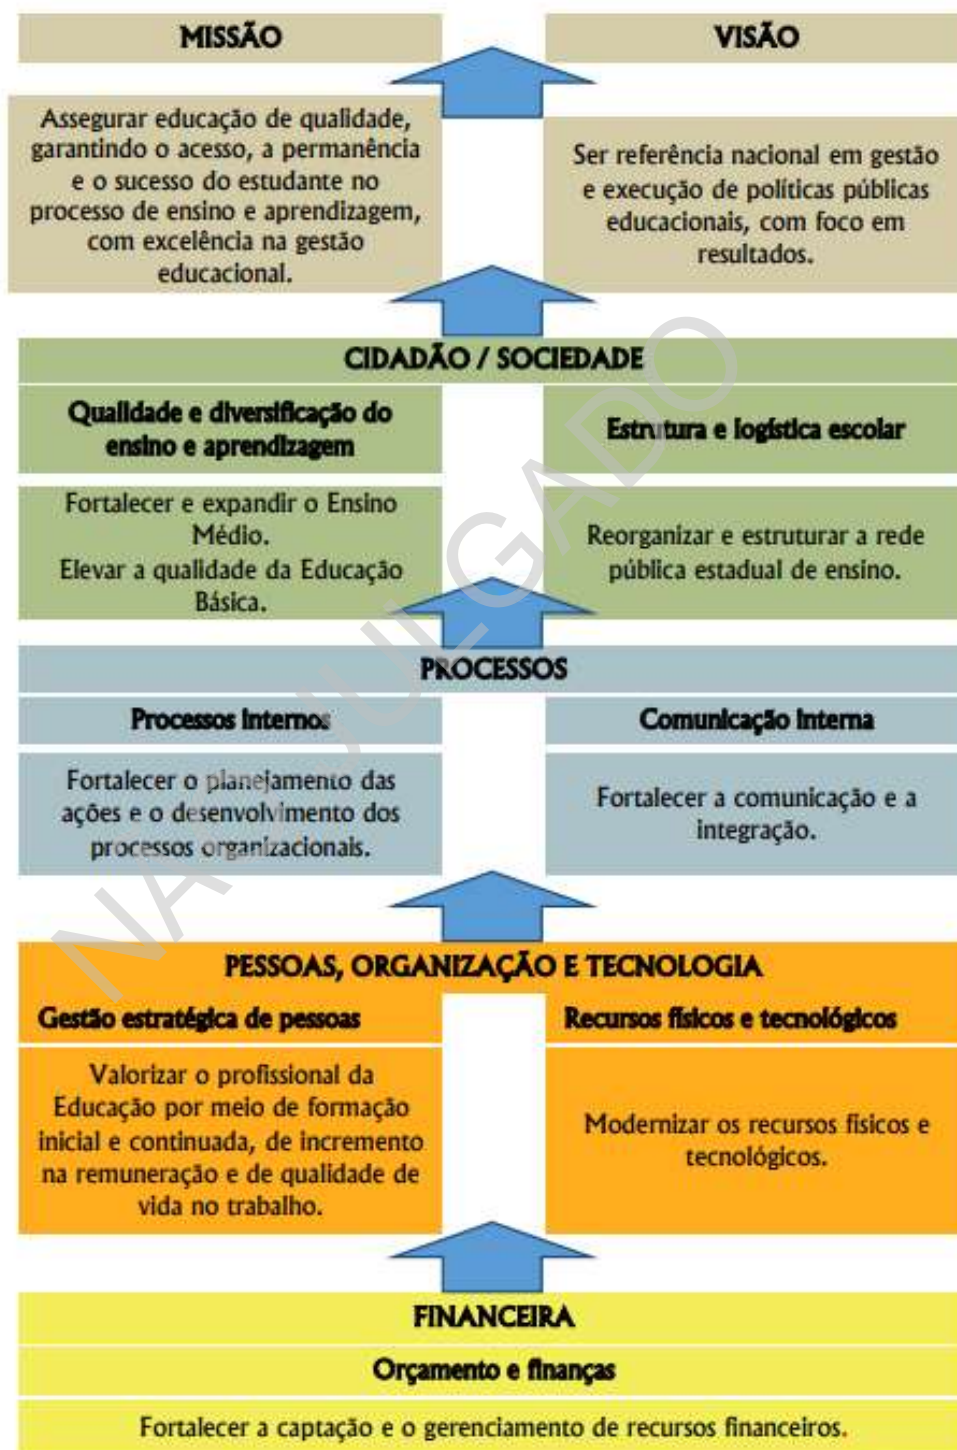 MISSÃO
VISÃO
Assegurar educação de qualidade,
garantindo o acesso, a permanência
e o sucesso do estudante no
processo de ensino e aprendizagem,
com excelência na gestão
educacional.
Ser referência nacional em gestão
e execução de políticas públicas
educacionais, com foco em
resultados.
CIDADÃO / SOCIEDADE
Qualidade e diversificação do
ensino e aprendizagem
Estrutura e logística escolar
Fortalecer e expandir o Ensino
Médio.
Elevar a qualidade da Educação
Básica.
Reorganizar e estruturar a rede
pública estadual de ensino.
PROCESSOS
Processos internos
Comunicação interna
Fortalecer o planejamento das
ações e o desenvolvimento dos
processos organizacionais.
Fortalecer a comunicação e a
integração.
PESSOAS, ORGANIZAÇÃO E TECNOLOGIA
Gestão estratégica de pessoas
Recursos físicos e tecnológicos
Valorizar o profissional da
Educação por meio de formação
inicial e continuada, de incremento
na remuneração e de qualidade de
vida no trabalho.
Modernizar os recursos físicos e
tecnológicos.
FINANCEIRA
Orçamento e finanças
Fortalecer a captação e o gerenciamento de recursos financeiros.